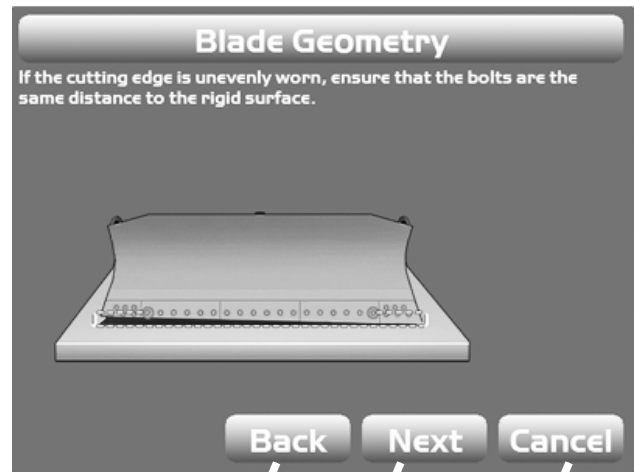 Blade Geometry
If the cutting edge is unevenly worn, ensure that the bolts are the
same distance to the rigid surface.
Back Next Cancel